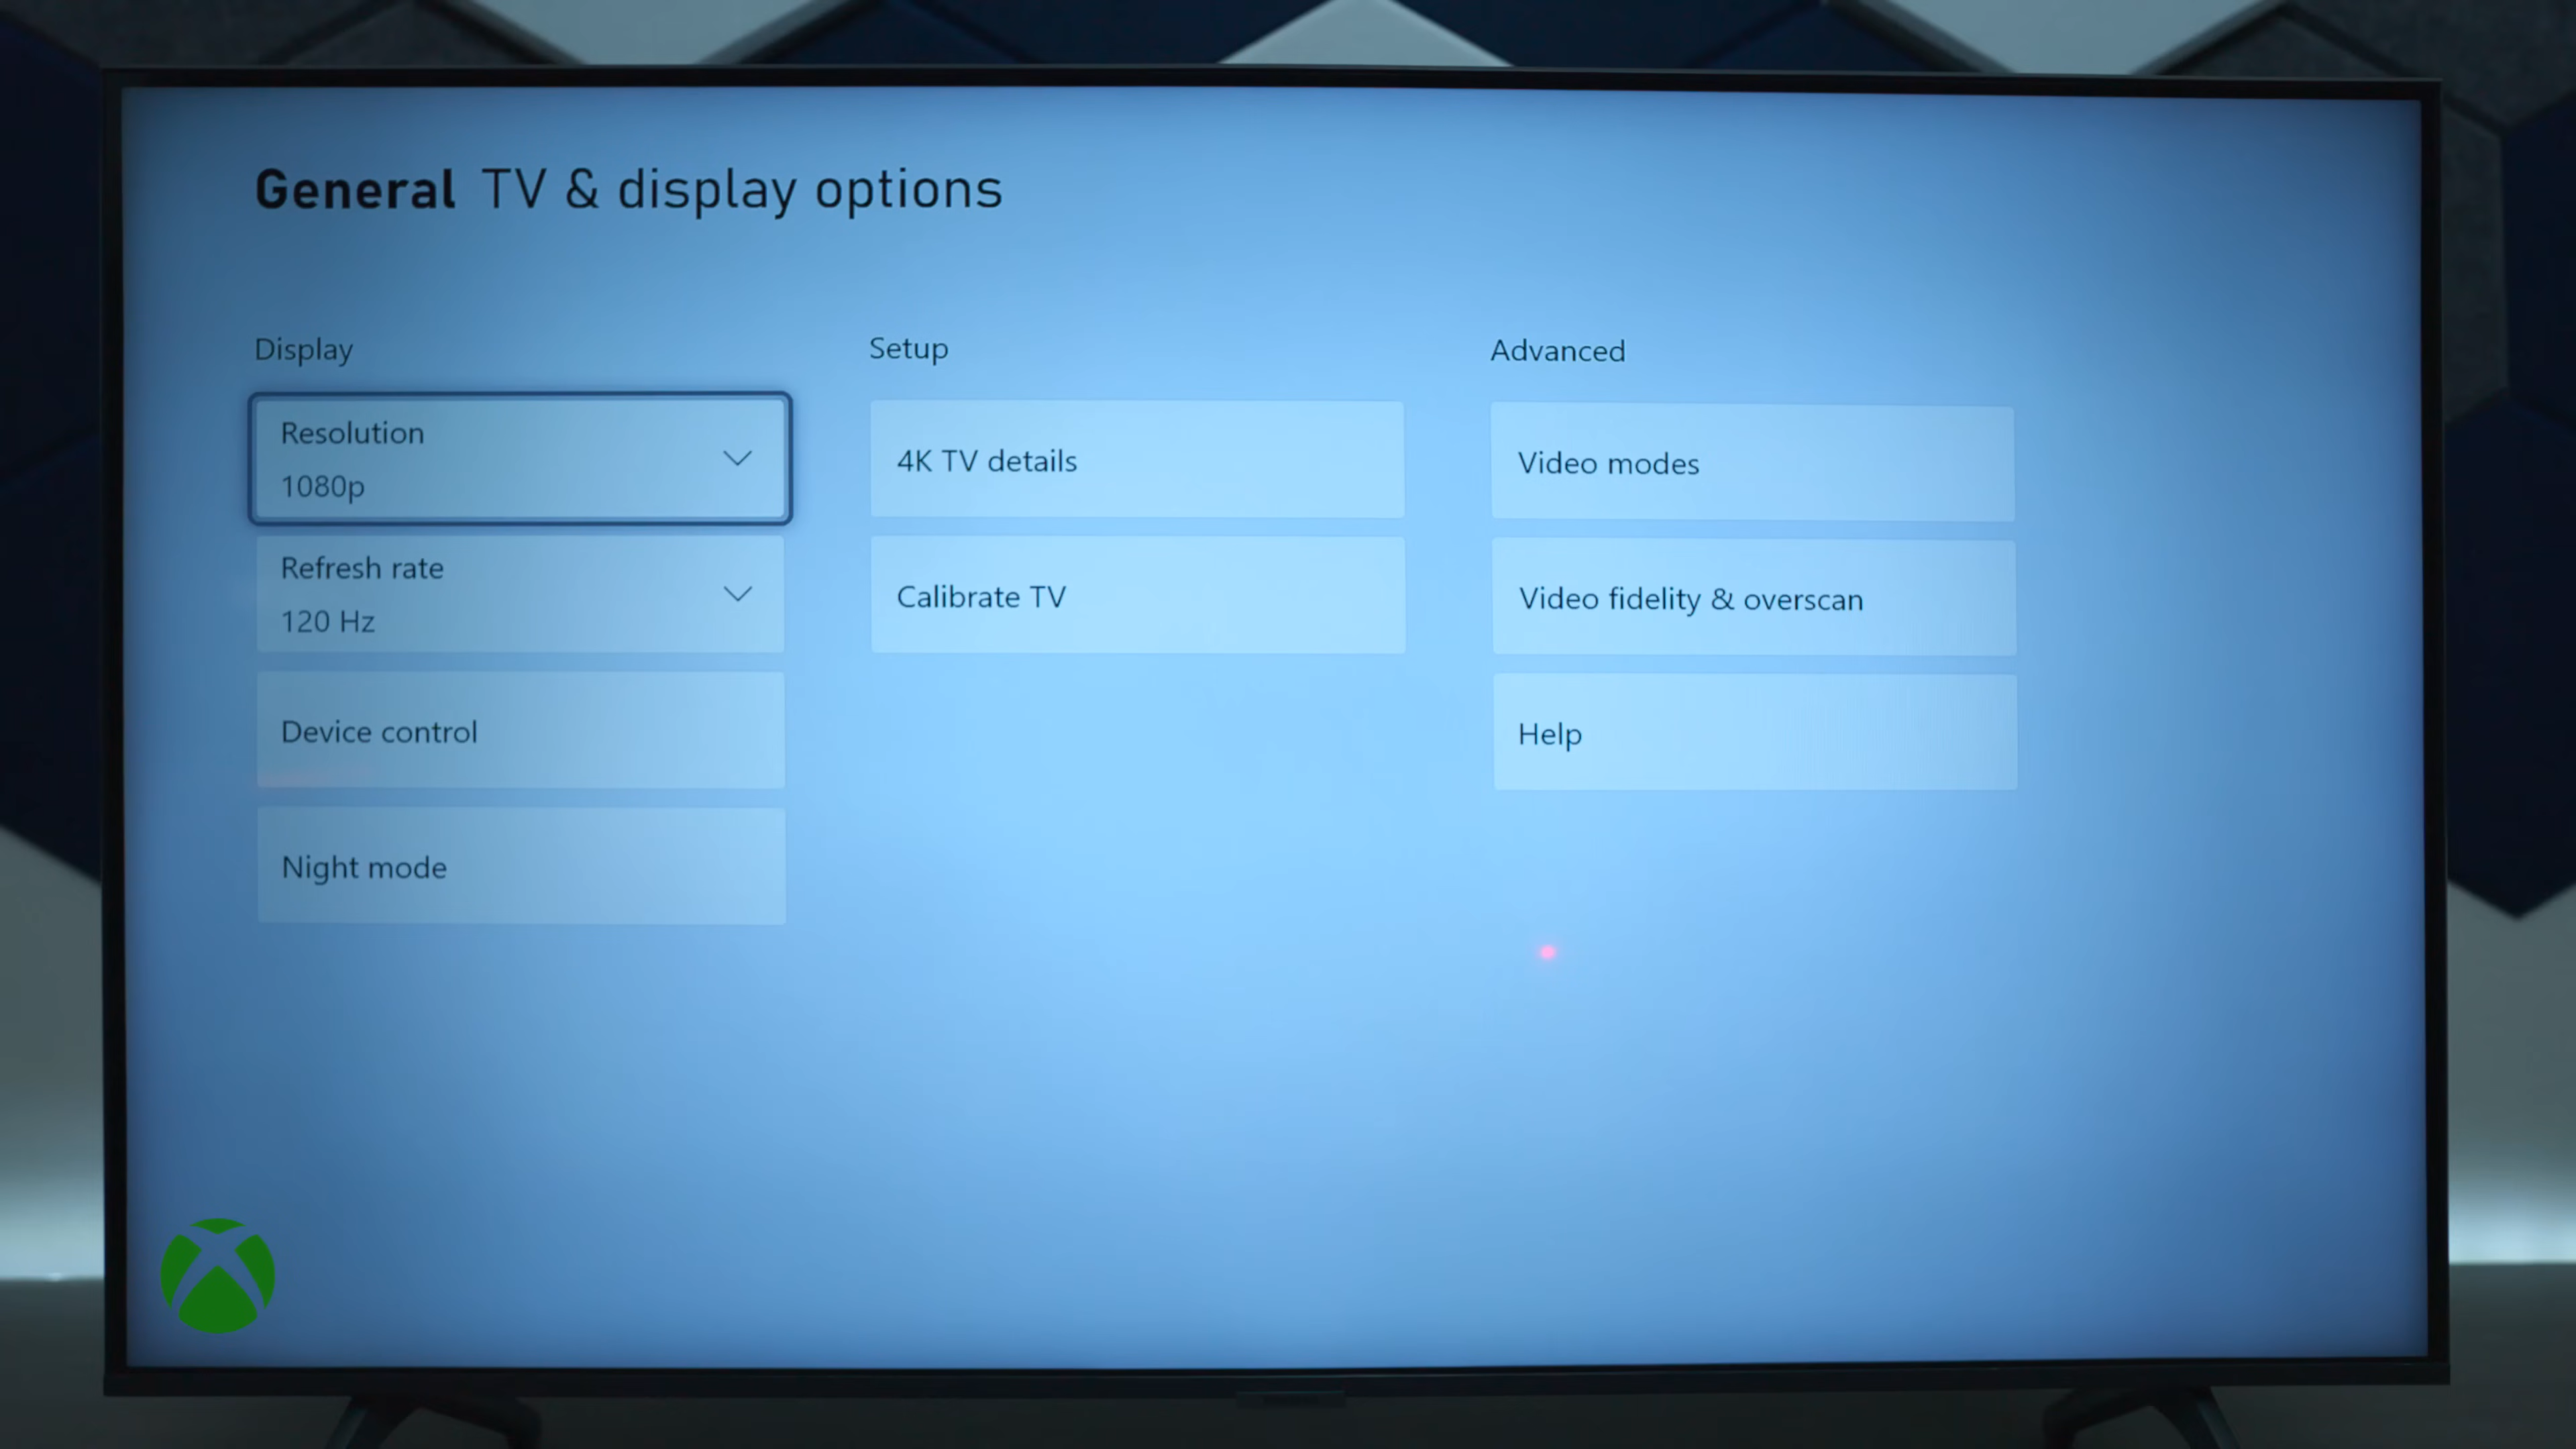 General TV & display options
Display
Resolution
1080p
Refresh rate
120 Hz
Device control
Night mode
Setup
4K TV details
Calibrate TV
Advanced
Video modes
Video fidelity & overscan
Help